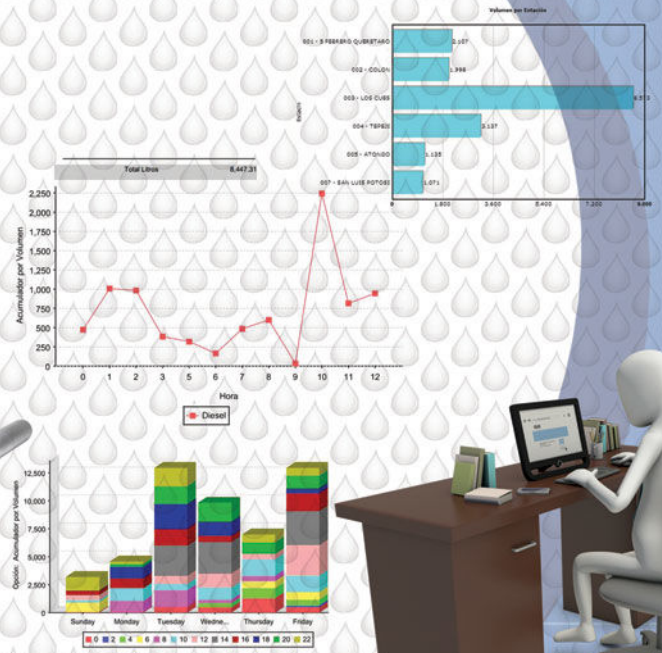 Volumen por Estación
001 - 5 FEBRERO QUERETARO 2.107
002 - COLON 1.998
003 - LOS CUES
004 - TEPEJI 3.137
005 - ATONGO 1.135
007 - SAN LUIS POTOSI 1.071
0 1.800 3.600 5.400 7.200 9.000
Total Litros 8,447.31
Acumulador por Volumen
2,250
2,000
1,750
1,500
1,250
1,000
750
500
250
0
0 1 2 3 5 6 7 8 9 10 11 12
Hora
Diesel
Opción: Acumulador por Volumen
12,500
10,000
7,500
5,000
2,500
0
Sunday Monday Tuesday Wedne... Thursday Friday
0 2 4 6 8 10 12 14 16 18 20 22